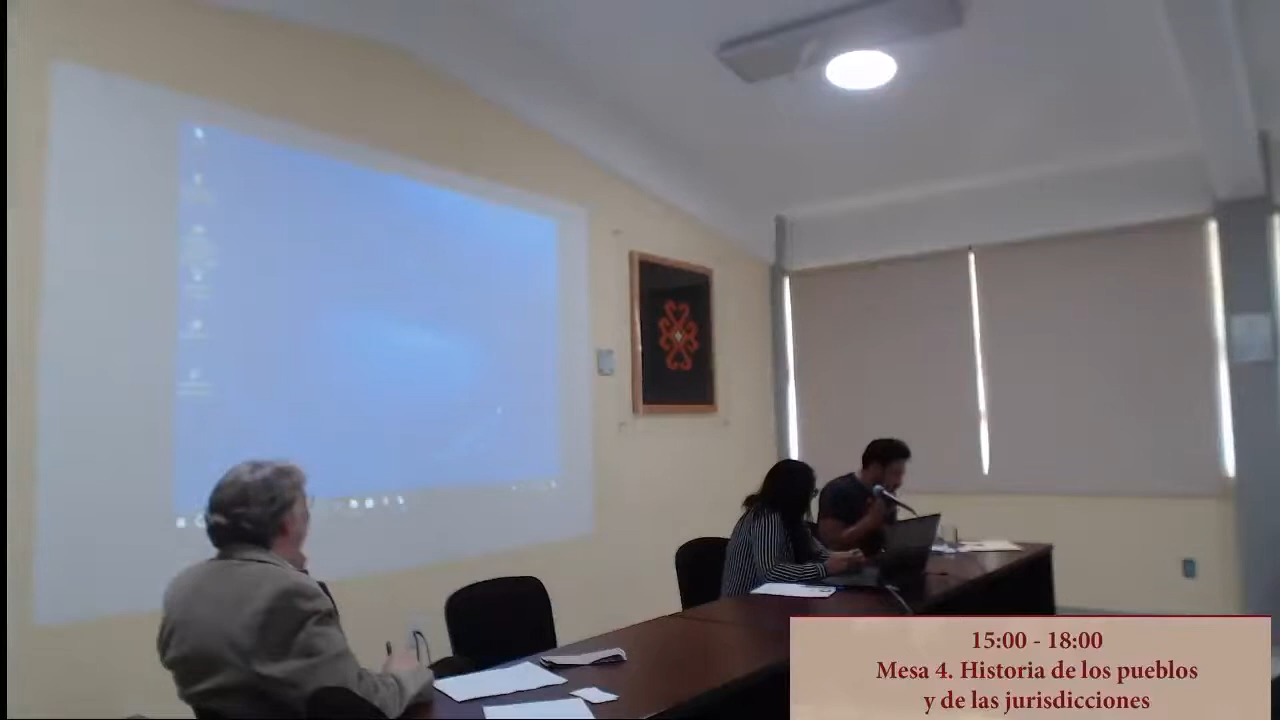 15:00 - 18:00
Mesa 4. Historia de los pueblos
y de las jurisdicciones